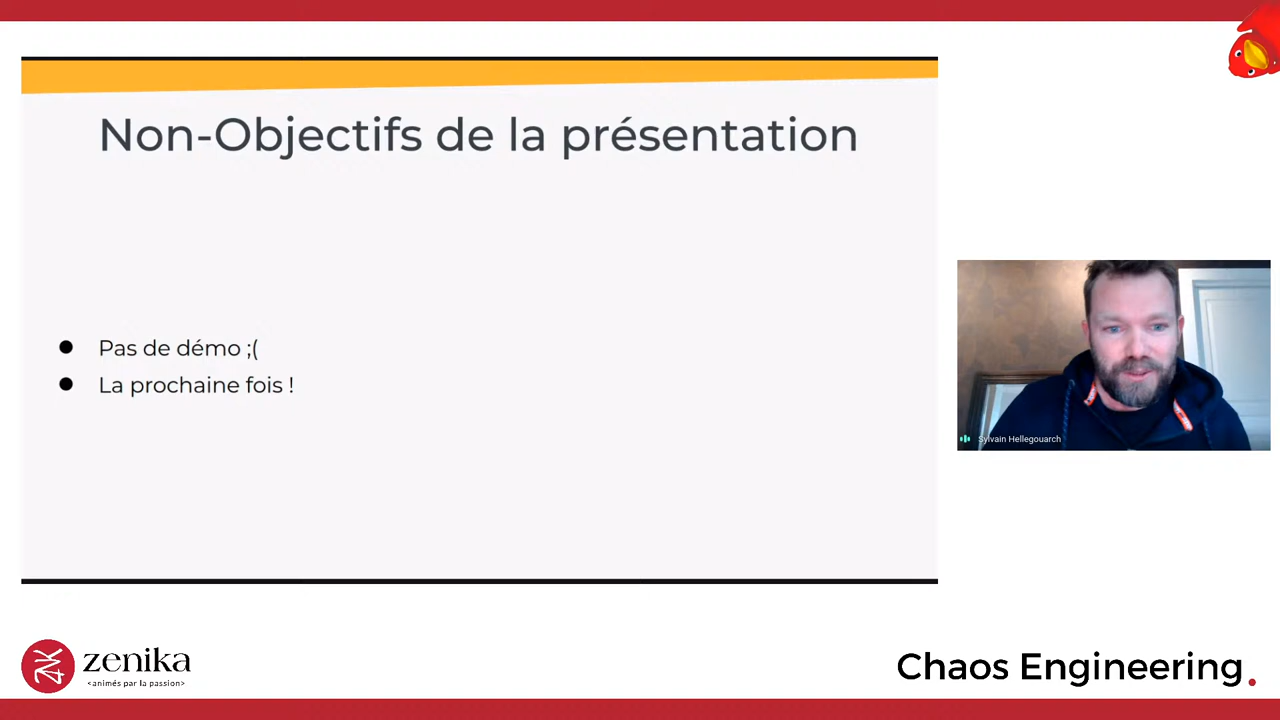 Non-Objectifs de la présentation
Pas de démo ;(
La prochaine fois !
Sylvain Hellegouarch
zenika
<animés par la passion>
Chaos Engineering.